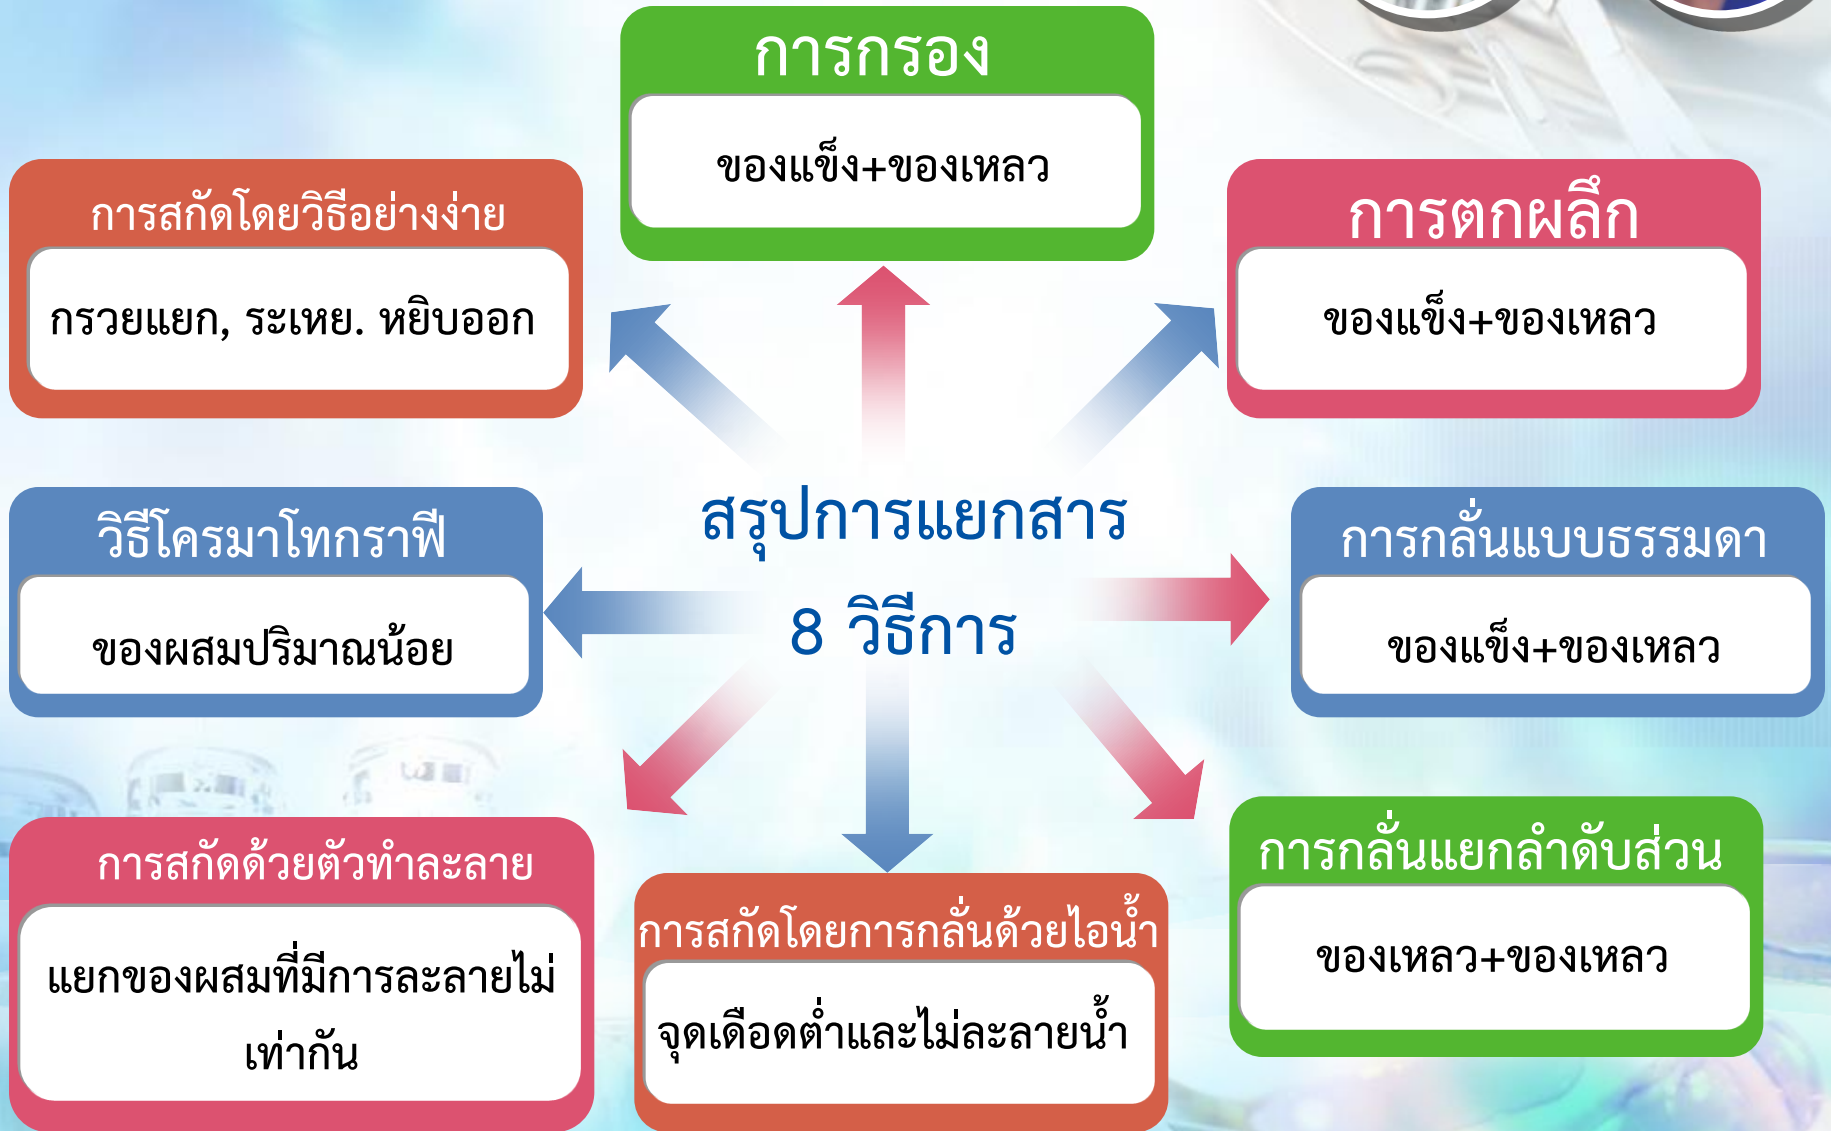 การกรอง
ของแข็ง+ของเหลว
การสกัดโดยวิธีอย่างง่าย
กรวยแยก, ระเหย. หยิบออก
การตกผลึก
ของแข็ง+ของเหลว
สรุปการแยกสาร
8 วิธีการ
วิธีโครมาโทกราฟี
ของผสมปริมาณน้อย
การกลั่นแบบธรรมดา
ของแข็ง+ของเหลว
การสกัดด้วยตัวทำละลาย
แยกของผสมที่มีการละลายไม่
เท่ากัน
การสกัดโดยการกลั่นด้วยไอน้ำ
จุดเดือดต่ำและไม่ละลายน้ำ
การกลั่นแยกลำดับส่วน
ของเหลว+ของเหลว